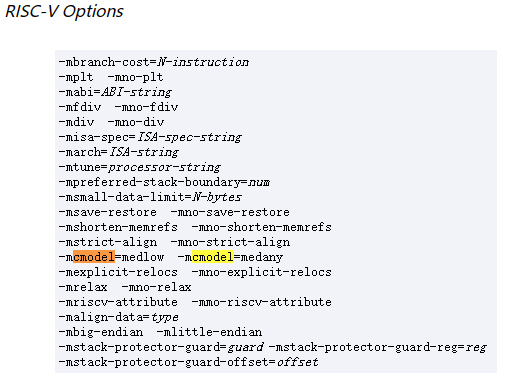 RISC-V Options
-mbranch-cost=N-instruction
-mplt -mno-plt
-mabi=ABI-string
-mfdiv -mno-fdiv
-mdiv -mno-div
-misa-spec=ISA-spec-string
-march=ISA-string
-mtune=processor-string
-mpreferred-stack-boundary=num
-msmall-data-limit=N-bytes
-msave-restore -mno-save-restore
-mshorten-memrefs -mno-shorten-memrefs
-mstrict-align -mno-strict-align
-mcmodel=medlow -mcmodel=medany
-mexplicit-relocs -mno-explicit-relocs
-mrelax -mno-relax
-mriscv-attribute -mmo-riscv-attribute
-malign-data=type
-mbig-endian -mlittle-endian
-mstack-protector-guard=guard -mstack-protector-guard-reg=reg
-mstack-protector-guard-offset=offset